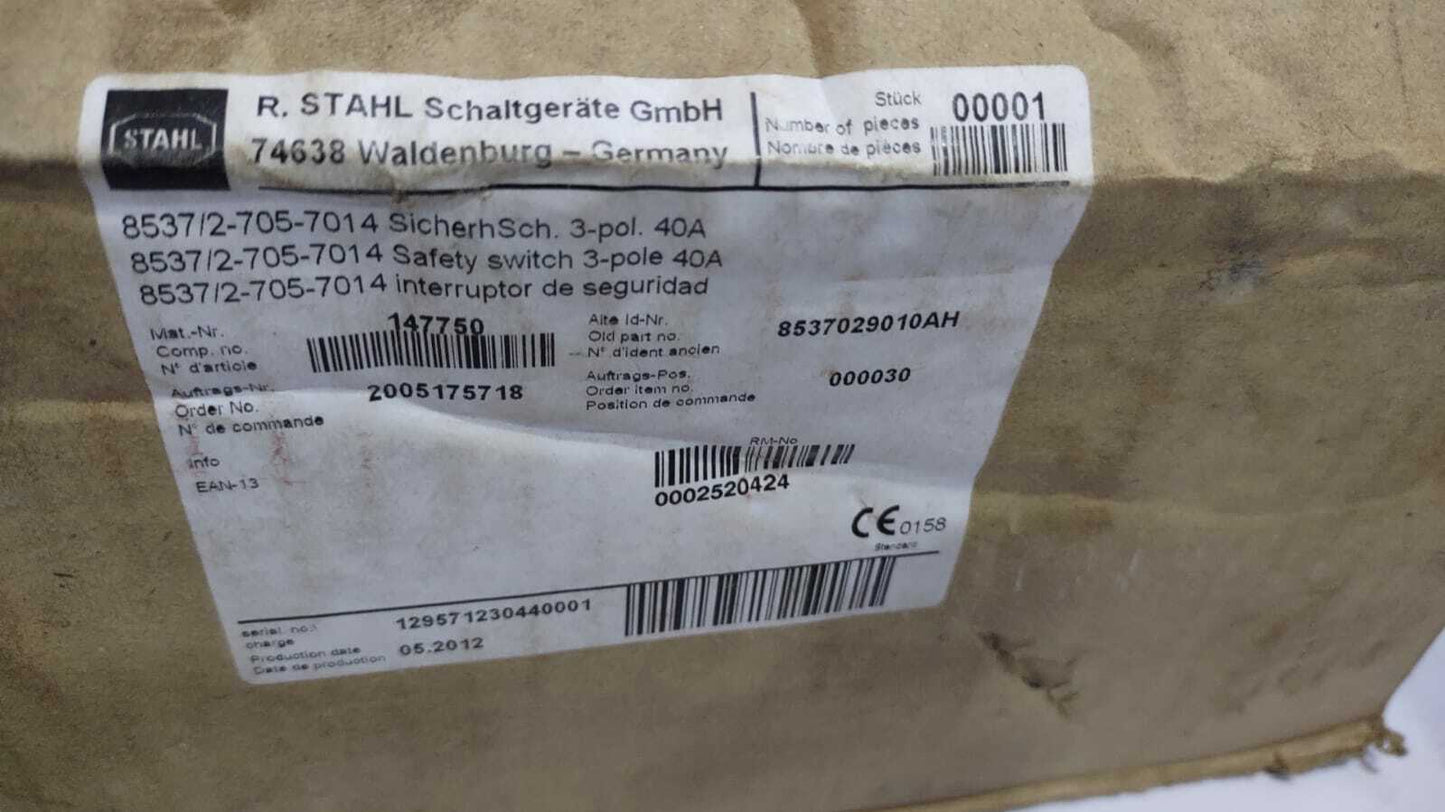 STAHL
R. STAHL Schaltgeräte GmbH
74638 Waldenburg – Germany
Stück
Number of pieces
Nombre de pièces
00001
8537/2-705-7014 SicherhSch. 3-pol. 40A
8537/2-705-7014 Safety switch 3-pole 40A
8537/2-705-7014 interruptor de seguridad
Mat.-Nr.
Comp. no.
N° d'article
147750
Alte Id-Nr.
Old part no.
N° d'ident ancien
8537029010AH
Auftrags-Nr.
Order No.
N° de commande
2005175718
Auftrags-Pos.
Order item no.
Position de commande
000030
Info
EAN-13
RM-No
0002520424
CE 0158
Standard
serial. no.:
charge
129571230440001
Production date
Date de production
05.2012